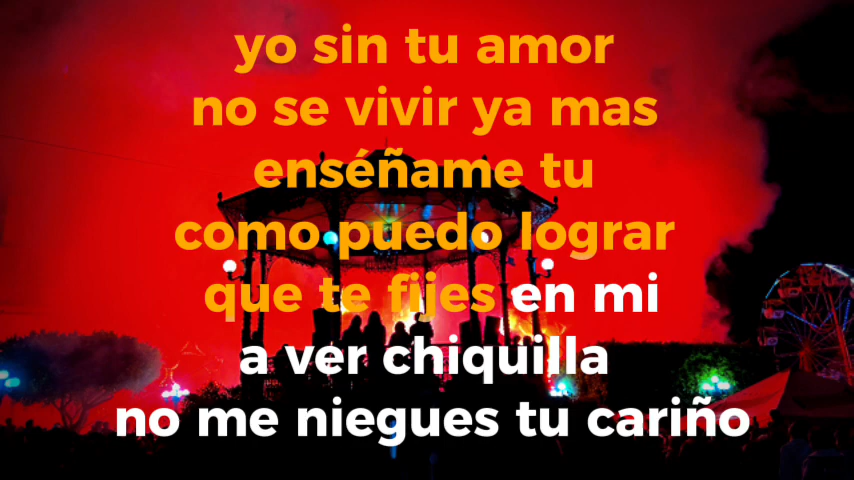 yo sin tu amor
no se vivir ya mas
enséñame tu
como puedo lograr
que te fijes en mi
a ver chiquilla
no me niegues tu cariño